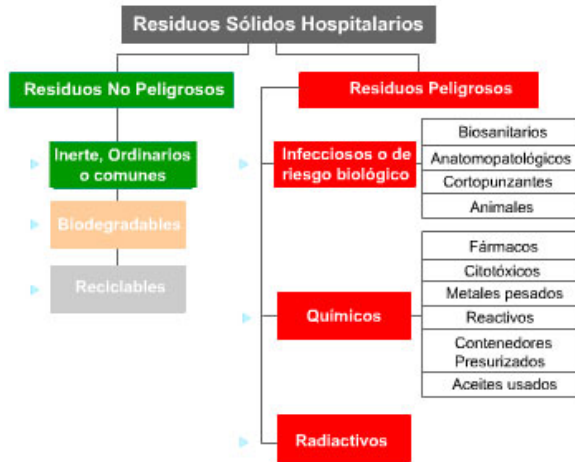 Residuos Sólidos Hospitalarios
Residuos No Peligrosos
Residuos Peligrosos
Inerte, Ordinarios
o comunes
Biodegradables
Reciclables
Infecciosos o de
riesgo biológico
Biosanitarios
Anatomopatológicos
Cortopunzantes
Animales
Químicos
Fármacos
Citotóxicos
Metales pesados
Reactivos
Contenedores
Presurizados
Aceites usados
Radiactivos